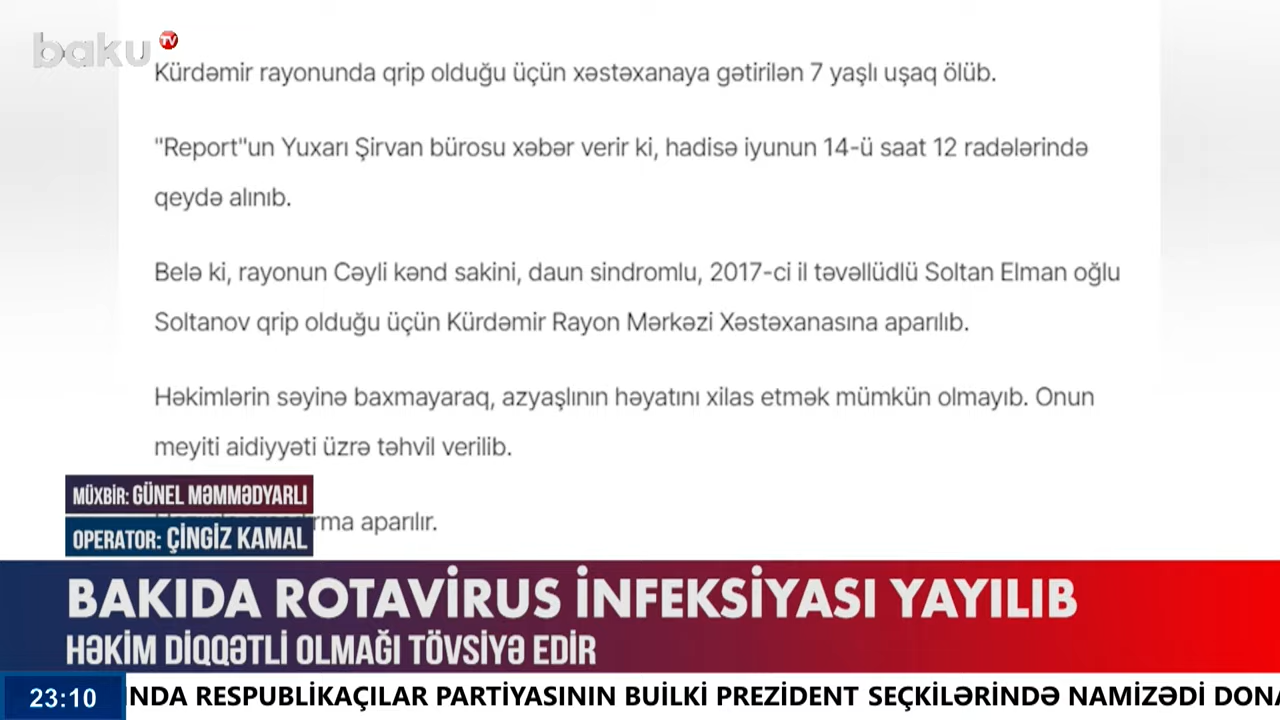 baku TV
Kürdəmir rayonunda qrip olduğu üçün xəstəxanaya gətirilən 7 yaşlı uşaq ölüb.
"Report"un Yuxarı Şirvan bürosu xəbər verir ki, hadisə iyunun 14-ü saat 12 radələrində
qeydə alınıb.
Belə ki, rayonun Cəyli kənd sakini, daun sindromlu, 2017-ci il təvəllüdlü Soltan Elman oğlu
Soltanov qrip olduğu üçün Kürdəmir Rayon Mərkəzi Xəstəxanasına aparılıb.
Həkimlərin səyinə baxmayaraq, azyaşlının həyatını xilas etmək mümkün olmayıb. Onun
meyiti aidiyyəti üzrə təhvil verilib.
MÜXBİR: GÜNEL MƏMMƏDYARLI
rma aparılır.
OPERATOR: ÇİNGİZ KAMAL
BAKIDA ROTAVİRUS İNFEKSİYASI YAYILIB
HƏKİM DİQQƏTLİ OLMAĞI TÖVSİYƏ EDİR
23:10 NDA RESPUBLİKAÇILAR PARTİYASININ BUİLKİ PREZİDENT SEÇKİLƏRİNDƏ NAMİZƏDİ DONA